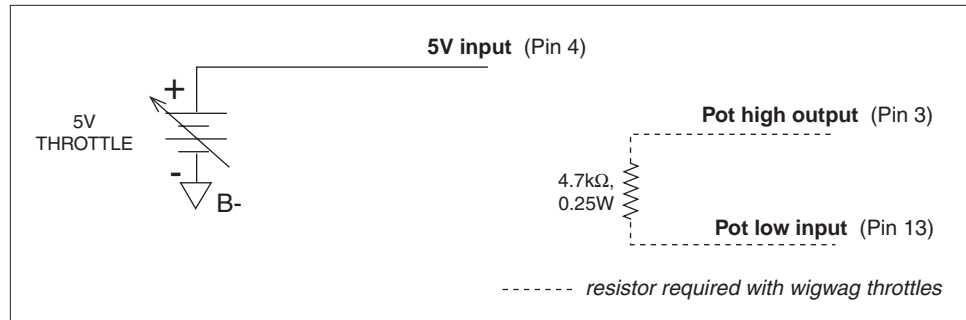 5V input (Pin 4)
+
5V
THROTTLE
-
B-
Pot high output (Pin 3)
4.7kΩ,
0.25W
Pot low input (Pin 13)
resistor required with wigwag throttles